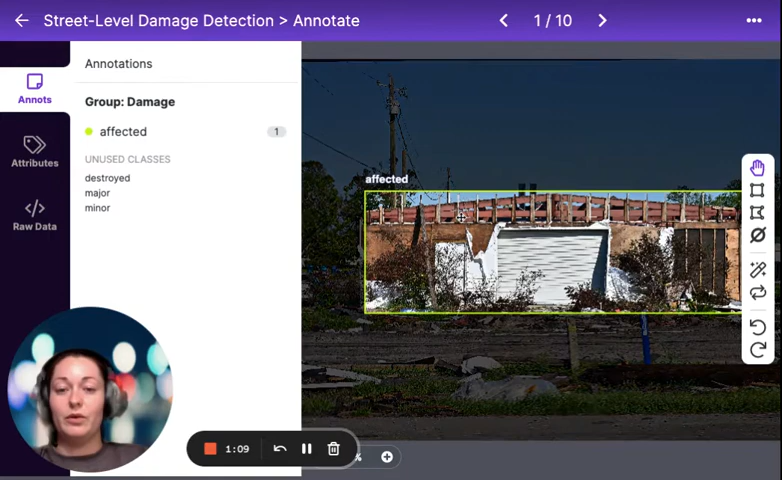 Street-Level Damage Detection > Annotate
1 / 10
Annots
Attributes
Raw Data
Annotations
Group: Damage
affected
1
UNUSED CLASSES
destroyed
major
minor
affected
1:09
%